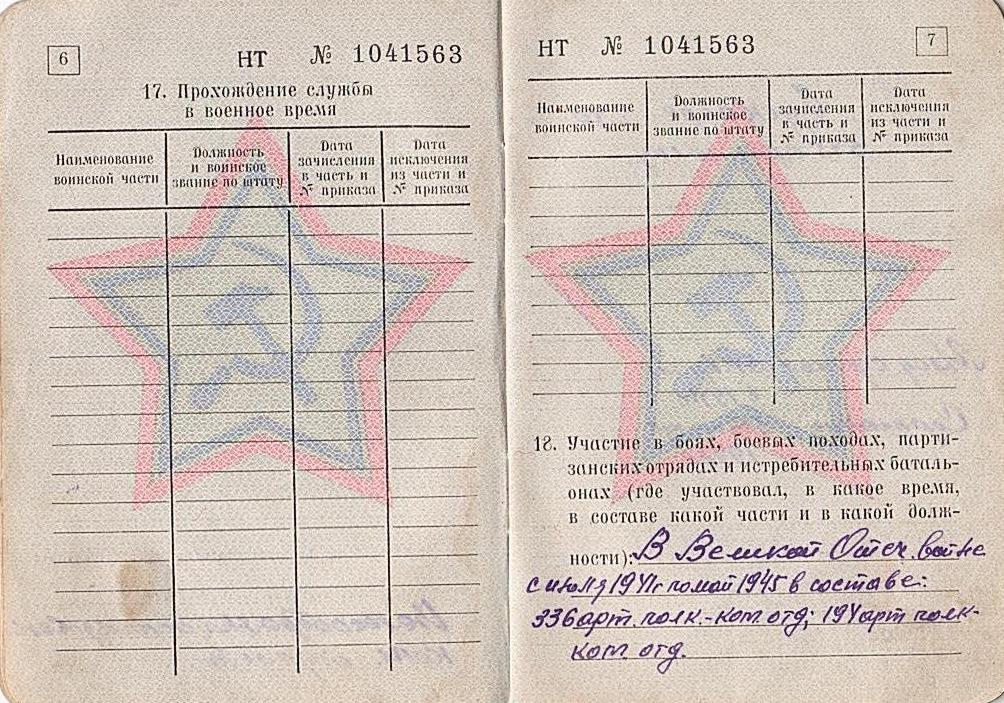 6
НТ № 1041563
17. Прохождение службы
в военное время
Наименование
воинской части
Должность
и воинское
звание по штату
Дата
зачисления
в часть и
№ приказа
Дата
исключения
из части и
№ приказа
НТ № 1041563
7
Наименование
воинской части
Должность
и воинское
звание по штату
Дата
зачисления
в часть и
№ приказа
Дата
исключения
из части и
№ приказа
18. Участие в боях, боевых походах, парти-
занских отрядах и истребительных баталь-
онах (где участвовал, в какое время,
в составе какой части и в какой долж-
ности): В Великой Отеч. войне
с июля 1941г по май 1945 в составе:
336 арт. полк.-ком. отд; 194 арт полк-
ком. отд.